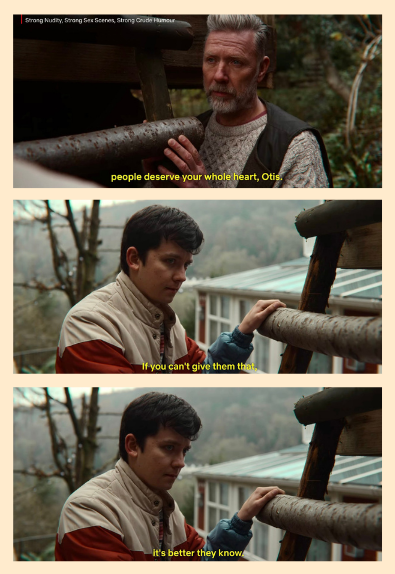 Strong Nudity, Strong Sex Scenes, Strong Crude Humour
people deserve your whole heart, Otis.
If you can't give them that,
it's better they know.